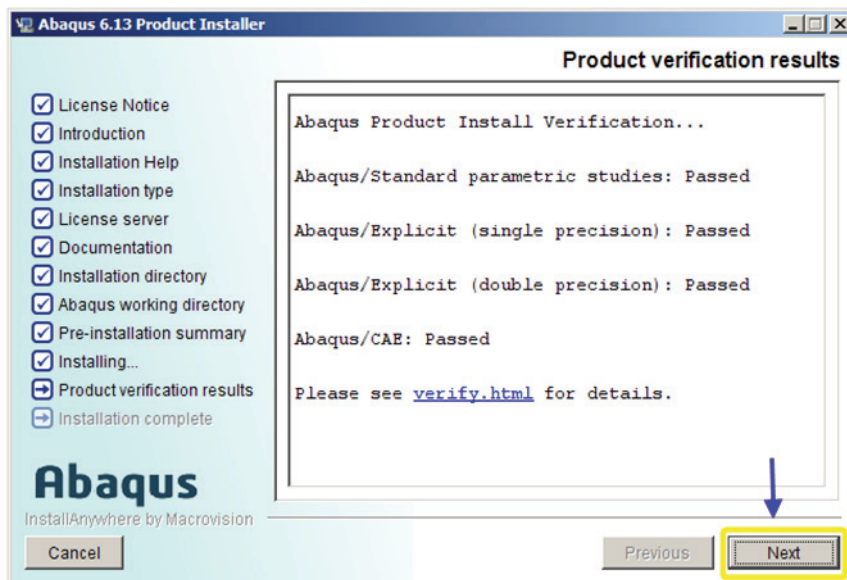 Abaqus 6.13 Product Installer
Product verification results
License Notice
Introduction
Installation Help
Installation type
License server
Documentation
Installation directory
Abaqus working directory
Pre-installation summary
Installing...
Product verification results
Installation complete
Abaqus Product Install Verification...
Abaqus/Standard parametric studies: Passed
Abaqus/Explicit (single precision): Passed
Abaqus/Explicit (double precision): Passed
Abaqus/CAE: Passed
Please see verify.html for details.
Abaqus
InstallAnywhere by Macrovision
Cancel
Previous
Next